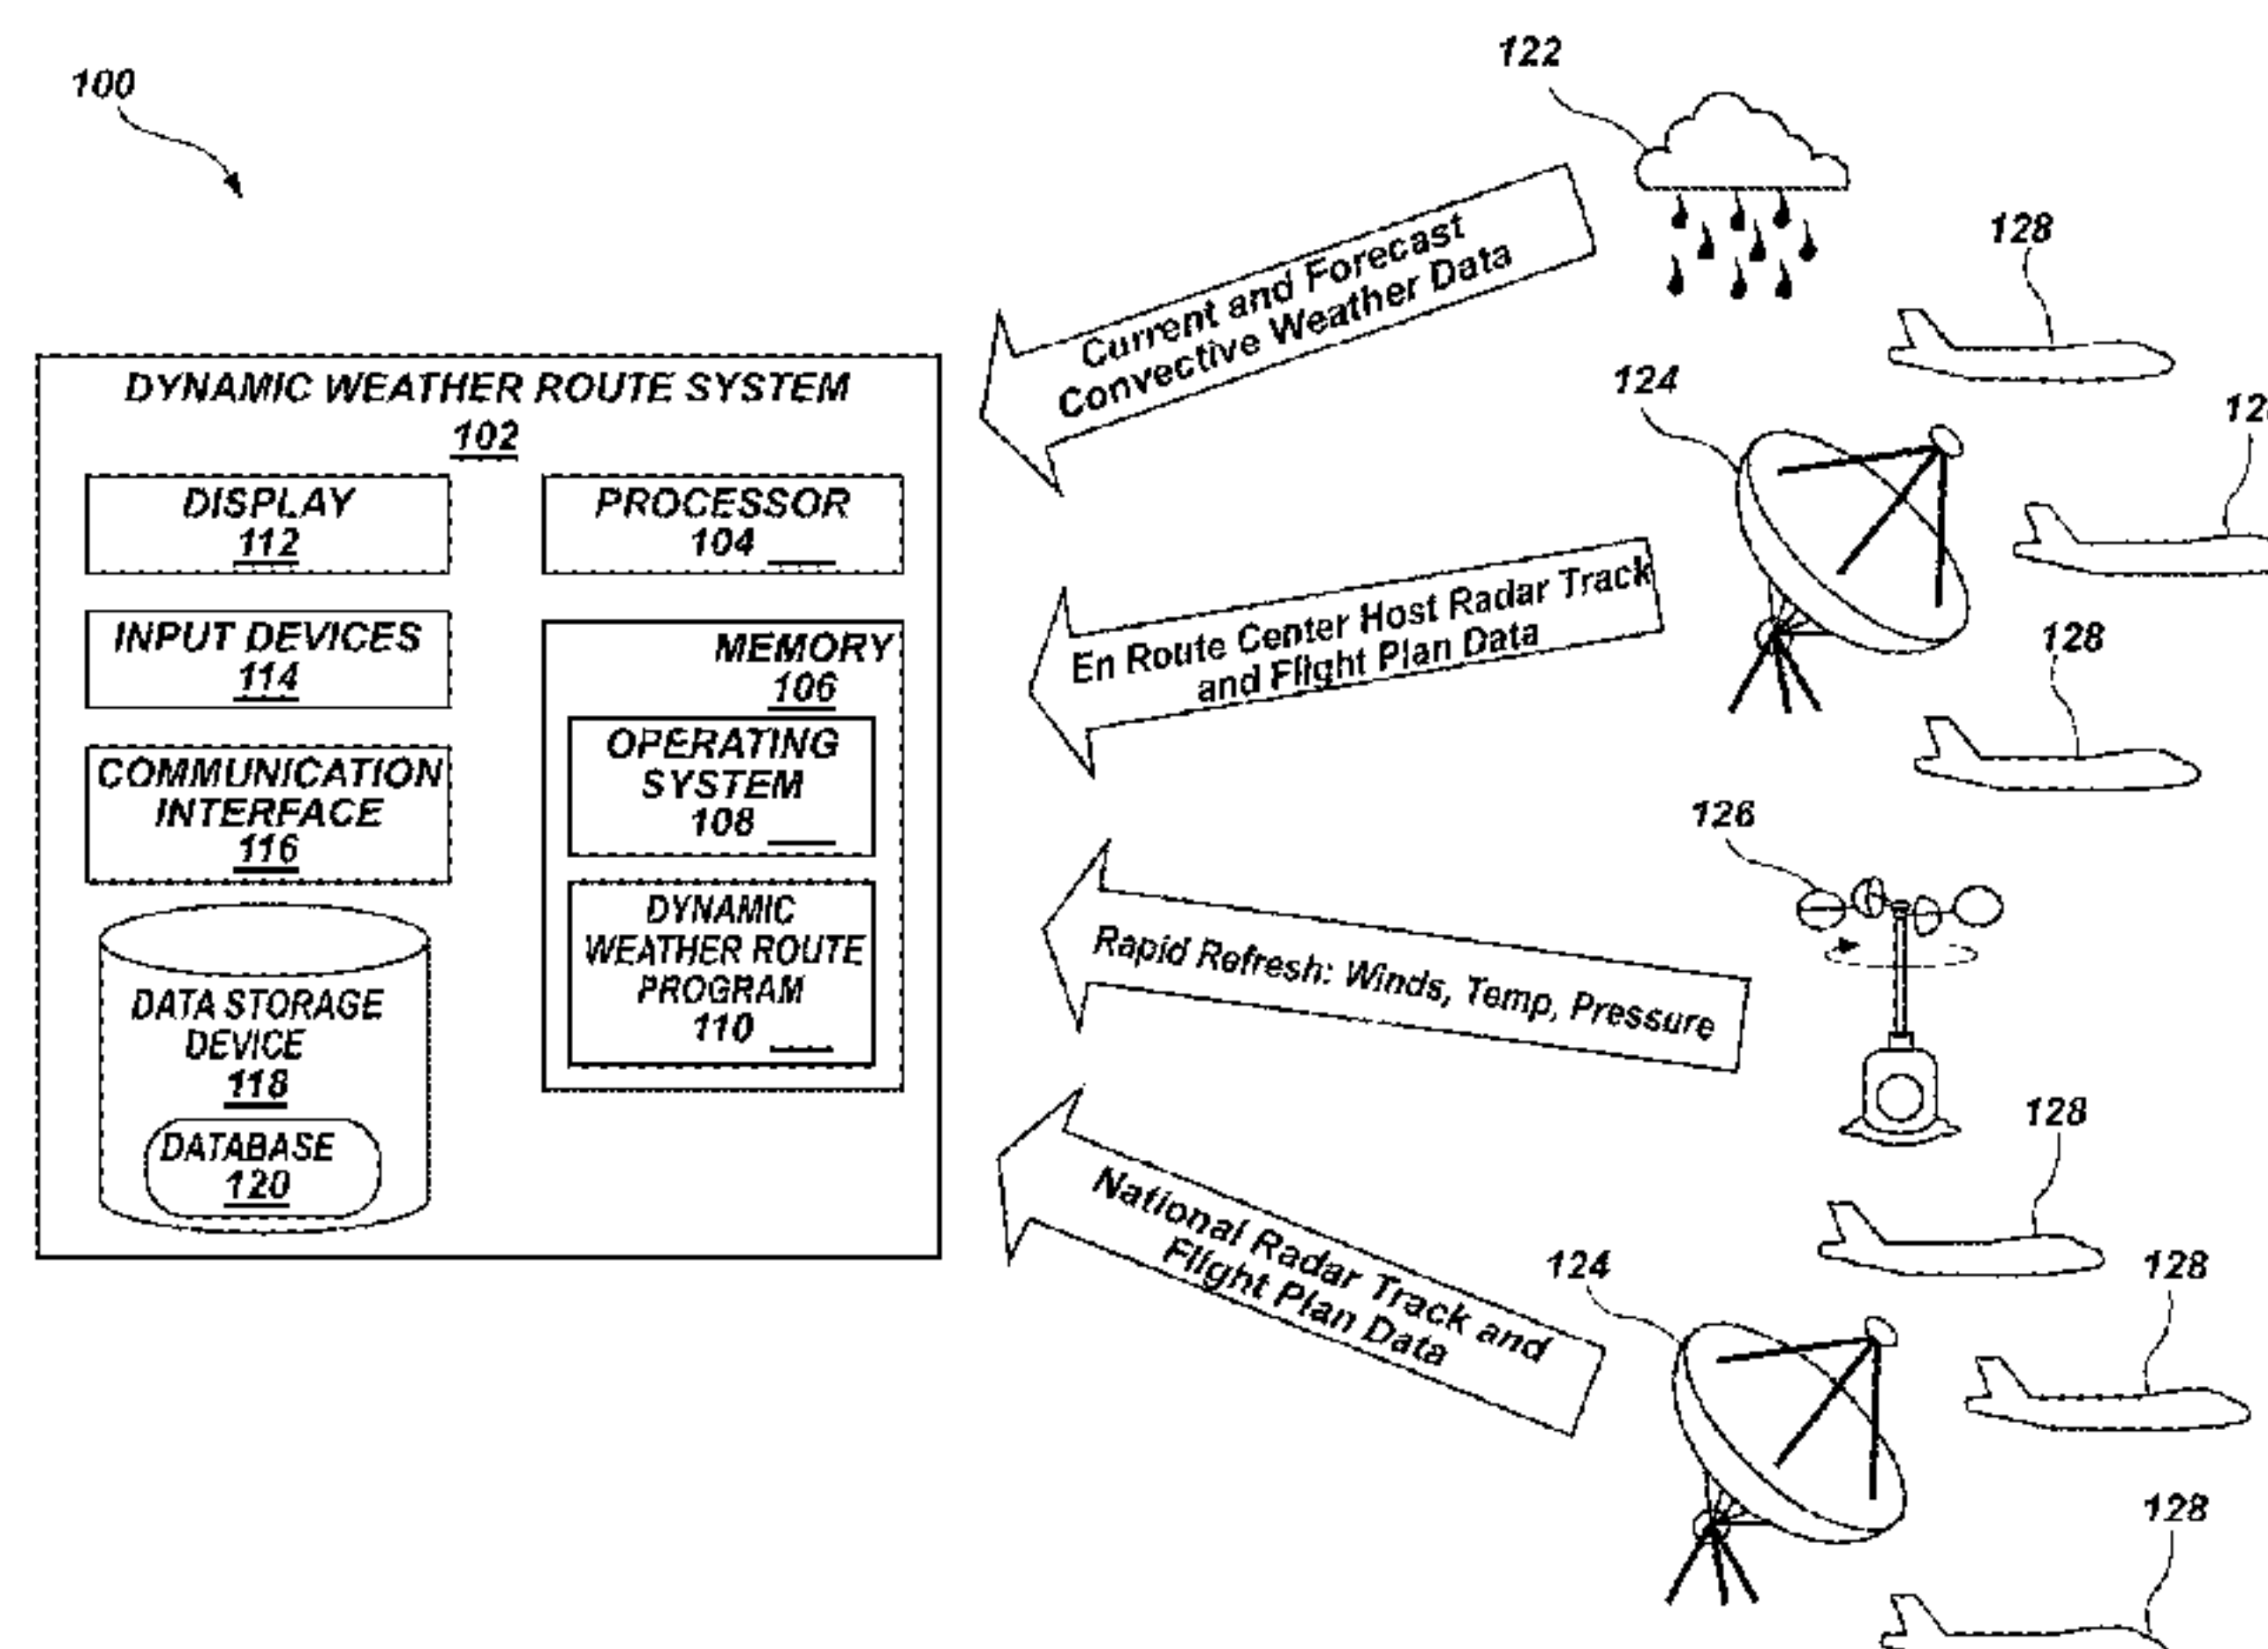 100
DYNAMIC WEATHER ROUTE SYSTEM
102
DISPLAY
112
PROCESSOR
104
INPUT DEVICES
114
MEMORY
106
COMMUNICATION
INTERFACE
116
OPERATING
SYSTEM
108
DYNAMIC
WEATHER ROUTE
PROGRAM
110
DATA STORAGE
DEVICE
118
DATABASE
120
Current and Forecast
Convective Weather Data
En Route Center Host Radar Track
and Flight Plan Data
Rapid Refresh: Winds, Temp, Pressure
National Radar Track and
Flight Plan Data
122
128
124
128
126
128
124
128
128